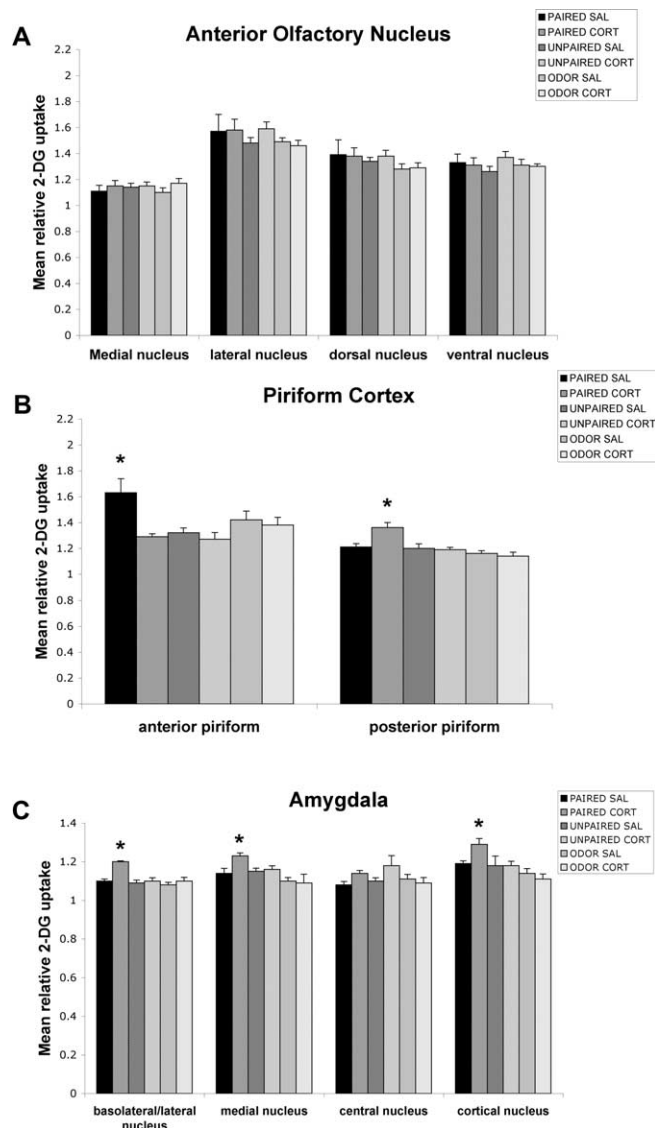 A
Anterior Olfactory Nucleus
PAIRED SAL
PAIRED CORT
UNPAIRED SAL
UNPAIRED CORT
ODOR SAL
ODOR CORT
Mean relative 2-DG uptake
2.2
2
1.8
1.6
1.4
1.2
1
0.8
0.6
0.4
0.2
0
Medial nucleus lateral nucleus dorsal nucleus ventral nucleus
B
Piriform Cortex
PAIRED SAL
PAIRED CORT
UNPAIRED SAL
UNPAIRED CORT
ODOR SAL
ODOR CORT
Mean relative 2-DG uptake
2.2
2
1.8
1.6
1.4
1.2
1
0.8
0.6
0.4
0.2
0
*
*
anterior piriform posterior piriform
C
Amygdala
PAIRED SAL
PAIRED CORT
UNPAIRED SAL
UNPAIRED CORT
ODOR SAL
ODOR CORT
Mean relative 2-DG uptake
1.4
1.2
1
0.8
0.6
0.4
0.2
0
*
*
*
basolateral/lateral medial nucleus central nucleus cortical nucleus
nucleus